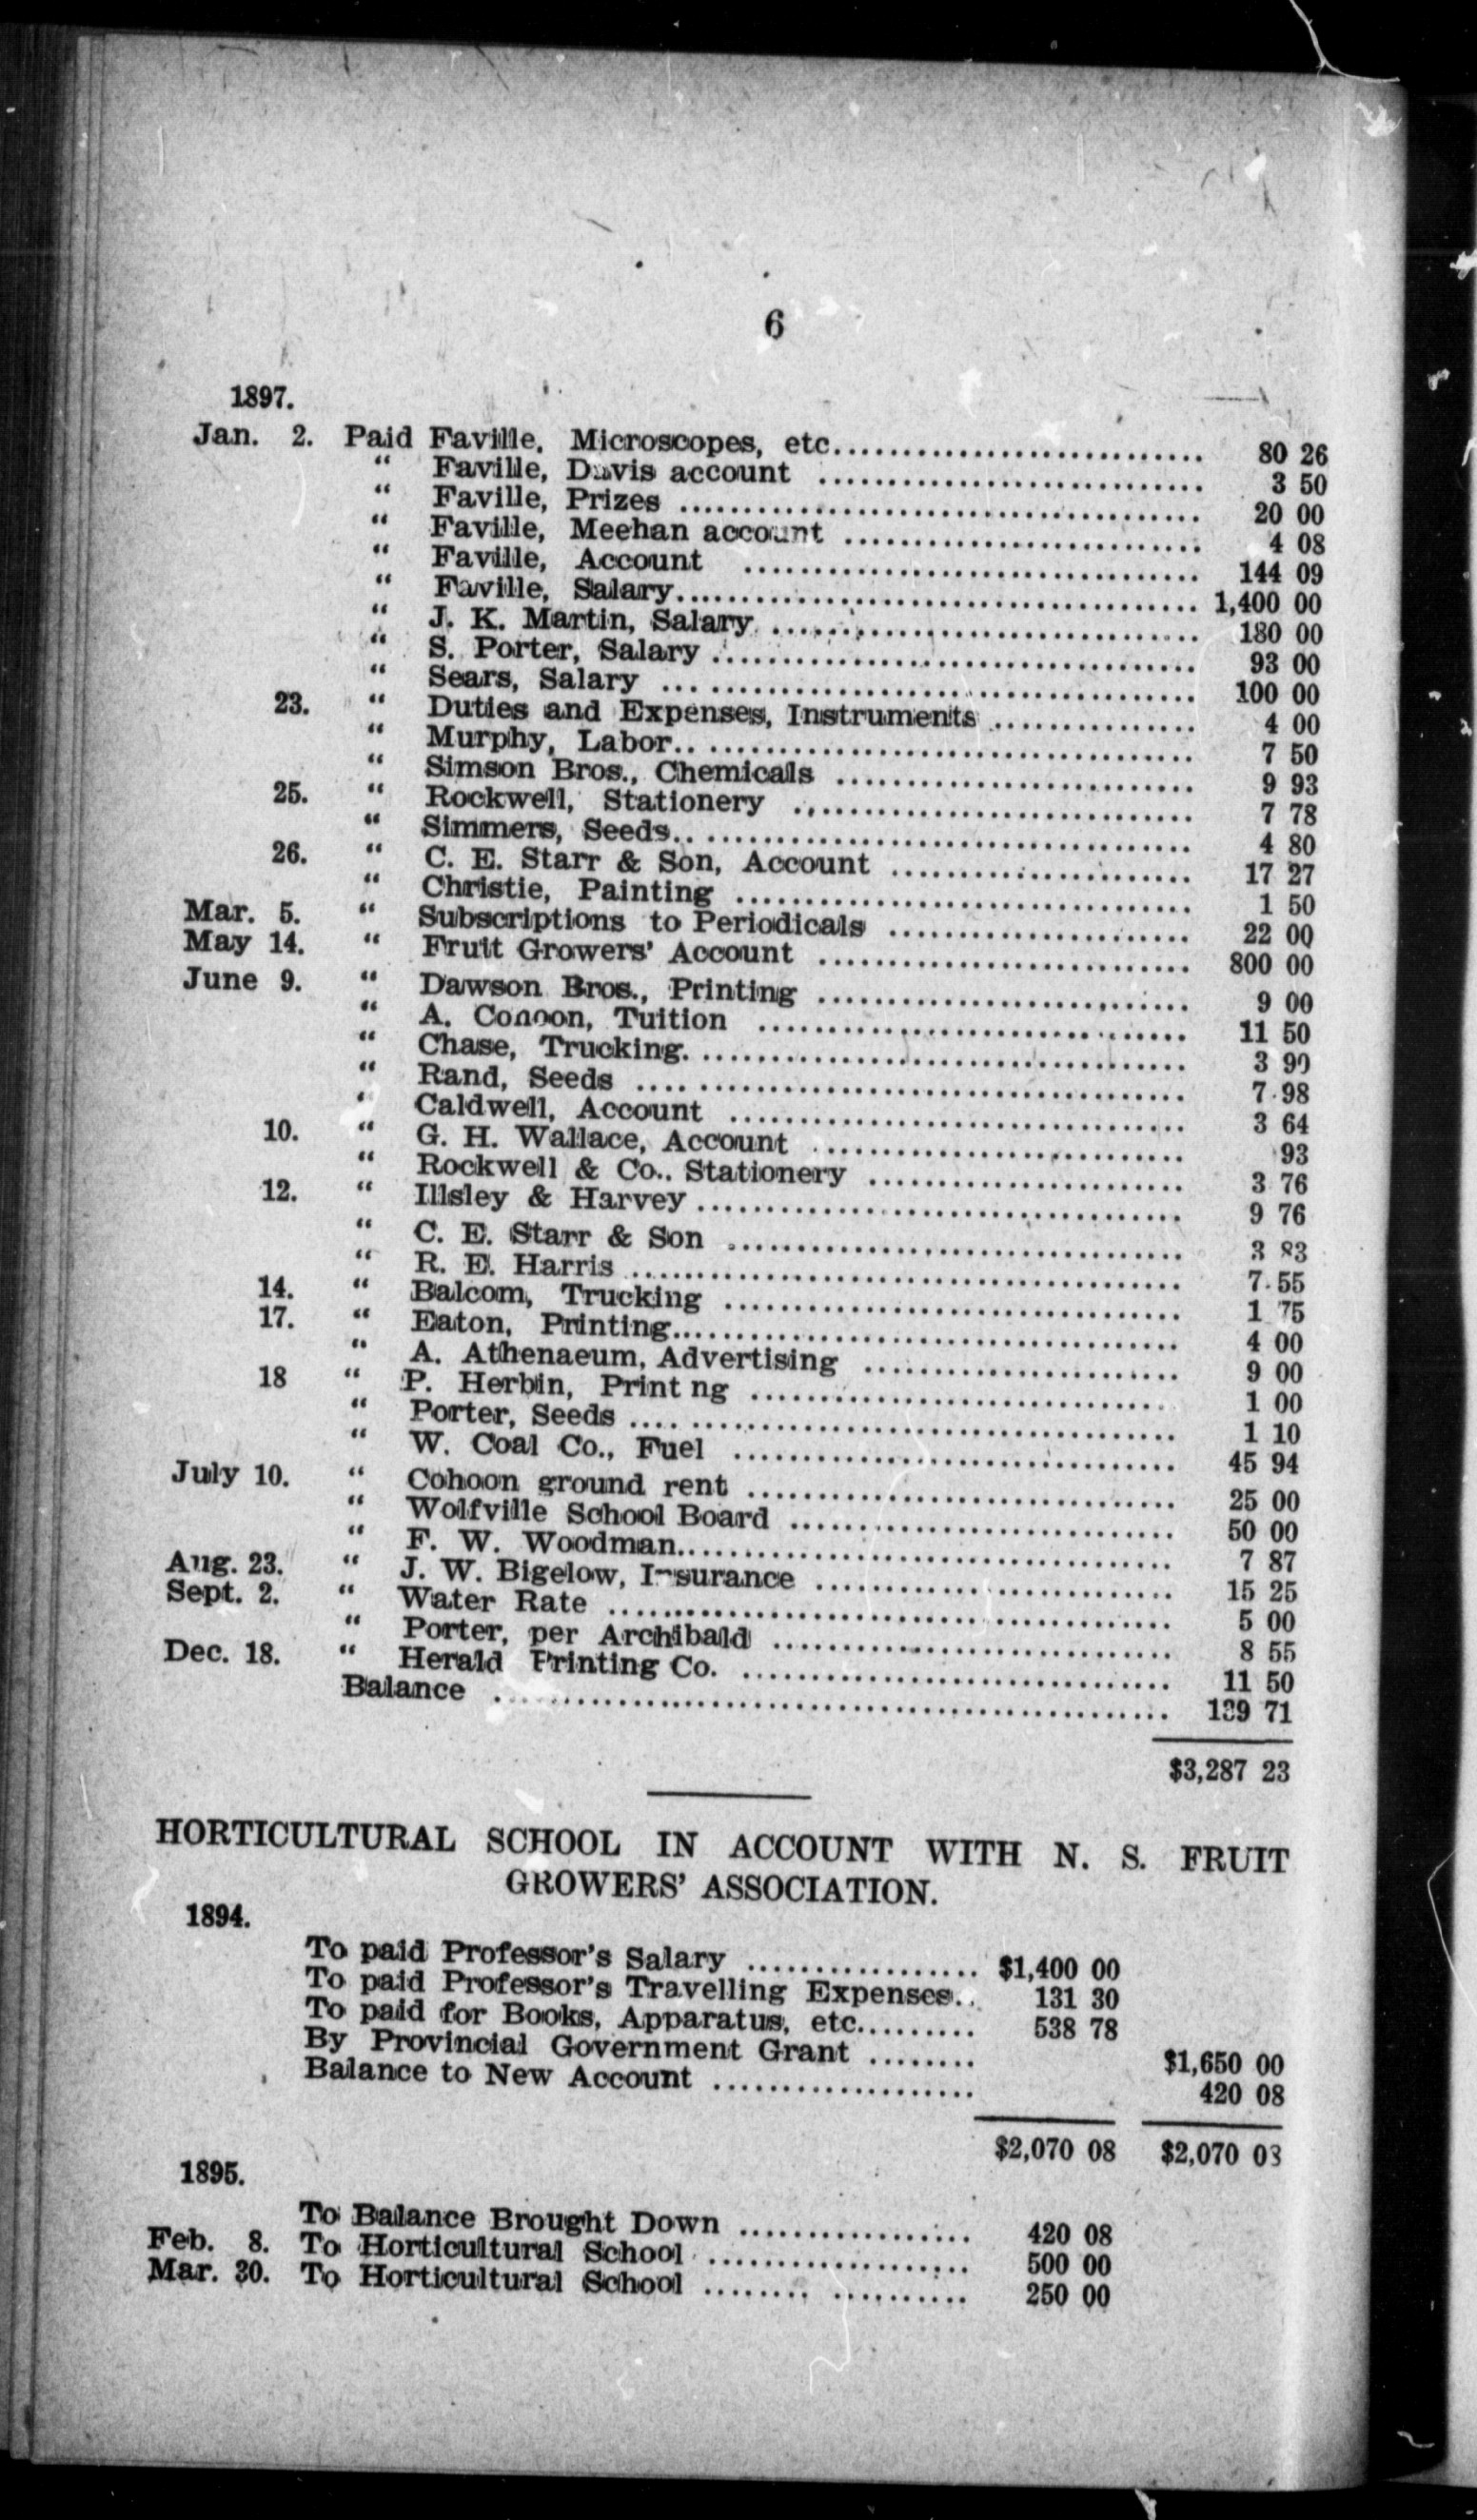 6
1897.
Jan. 2. Paid Faville, Microscopes, etc............................ 80 26
“ Faville, Davis account ............................ 3 50
“ Faville, Prizes ..................................... 20 00
“ Faville, Meehan account .......................... 4 08
“ Faville, Account ................................ 144 09
“ Faville, Salary..................................... 1,400 00
“ J. K. Martin, Salary ............................... 180 00
“ S. Porter, Salary .................................. 93 00
“ Sears, Salary ...................................... 100 00
23. “ Duties and Expenses, Instruments ............... 4 00
“ Murphy, Labor..................................... 7 50
“ Simson Bros., Chemicals .......................... 9 93
25. “ Rockwell, Stationery ............................. 7 78
“ Simmers, Seeds..................................... 4 80
26. “ C. E. Starr & Son, Account ...................... 17 27
“ Christie, Painting ................................ 1 50
Mar. 5. “ Subscriptions to Periodicals ...................... 22 00
May 14. “ Fruit Growers’ Account ........................... 800 00
June 9. “ Dawson Bros., Printing ........................... 9 00
“ A. Conoon, Tuition ............................... 11 50
“ Chase, Trucking.................................... 3 90
“ Rand, Seeds ....................................... 7 98
“ Caldwell, Account ................................. 3 64
10. “ G. H. Wallace, Account ........................... 93
“ Rockwell & Co.. Stationery ....................... 3 76
12. “ Illsley & Harvey ................................... 9 76
“ C. E. Starr & Son ................................. 3 83
“ R. E. Harris ........................................ 7 55
14. “ Balcom, Trucking ................................. 1 75
17. “ Eaton, Printing.................................... 4 00
“ A. Athenaeum, Advertising ....................... 9 00
18 “ P. Herbin, Print ng ............................... 1 00
“ Porter, Seeds ....................................... 1 10
“ W. Coal Co., Fuel ................................ 45 94
July 10. “ Cohoon ground rent ............................... 25 00
“ Wolfville School Board ............................ 50 00
“ F. W. Woodman.................................... 7 87
Aug. 23. “ J. W. Bigelow, Insurance .......................... 15 25
Sept. 2. “ Water Rate ........................................ 5 00
“ Porter, per Archibald ............................. 8 55
Dec. 18. “ Herald Printing Co. ............................... 11 50
Balance ................................................. 139 71
$3,287 23
HORTICULTURAL SCHOOL IN ACCOUNT WITH N. S. FRUIT
GROWERS’ ASSOCIATION.
1894.
To paid Professor’s Salary ................. $1,400 00
To paid Professor’s Travelling Expenses.. 131 30
To paid for Books, Apparatus, etc......... 538 78
By Provincial Government Grant ........ $1,650 00
Balance to New Account .................... 420 08
$2,070 08 $2,070 08
1895.
To Balance Brought Down ................. 420 08
Feb. 8. To Horticultural School ................... 500 00
Mar. 30. To Horticultural School ........ .......... 250 00